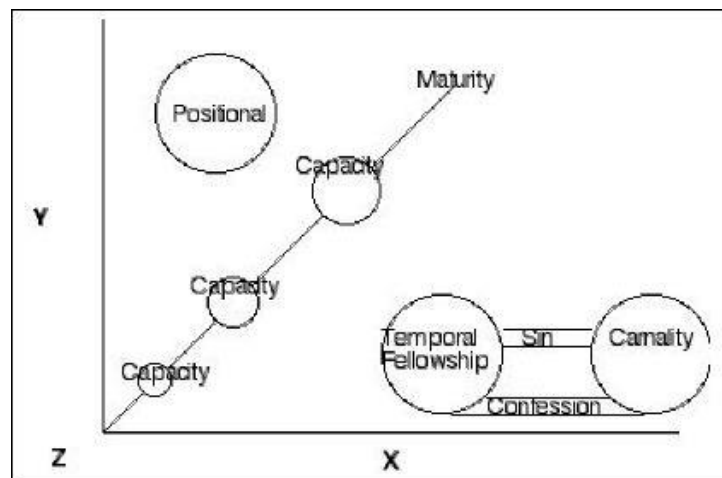 Maturity
Positional
Capacity
Y
Capacity
Temporal
Fellowship
Sin
Carnality
Capacity
Confession
Z
X